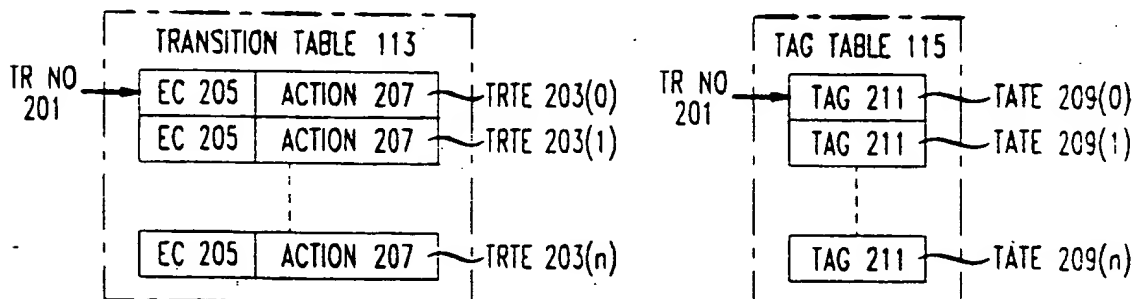 TRANSITION TABLE 113
TR NO
201
EC 205 ACTION 207 TRTE 203(0)
EC 205 ACTION 207 TRTE 203(1)
EC 205 ACTION 207 TRTE 203(n)
TAG TABLE 115
TR NO
201
TAG 211 TATE 209(0)
TAG 211 TATE 209(1)
TAG 211 TATE 209(n)